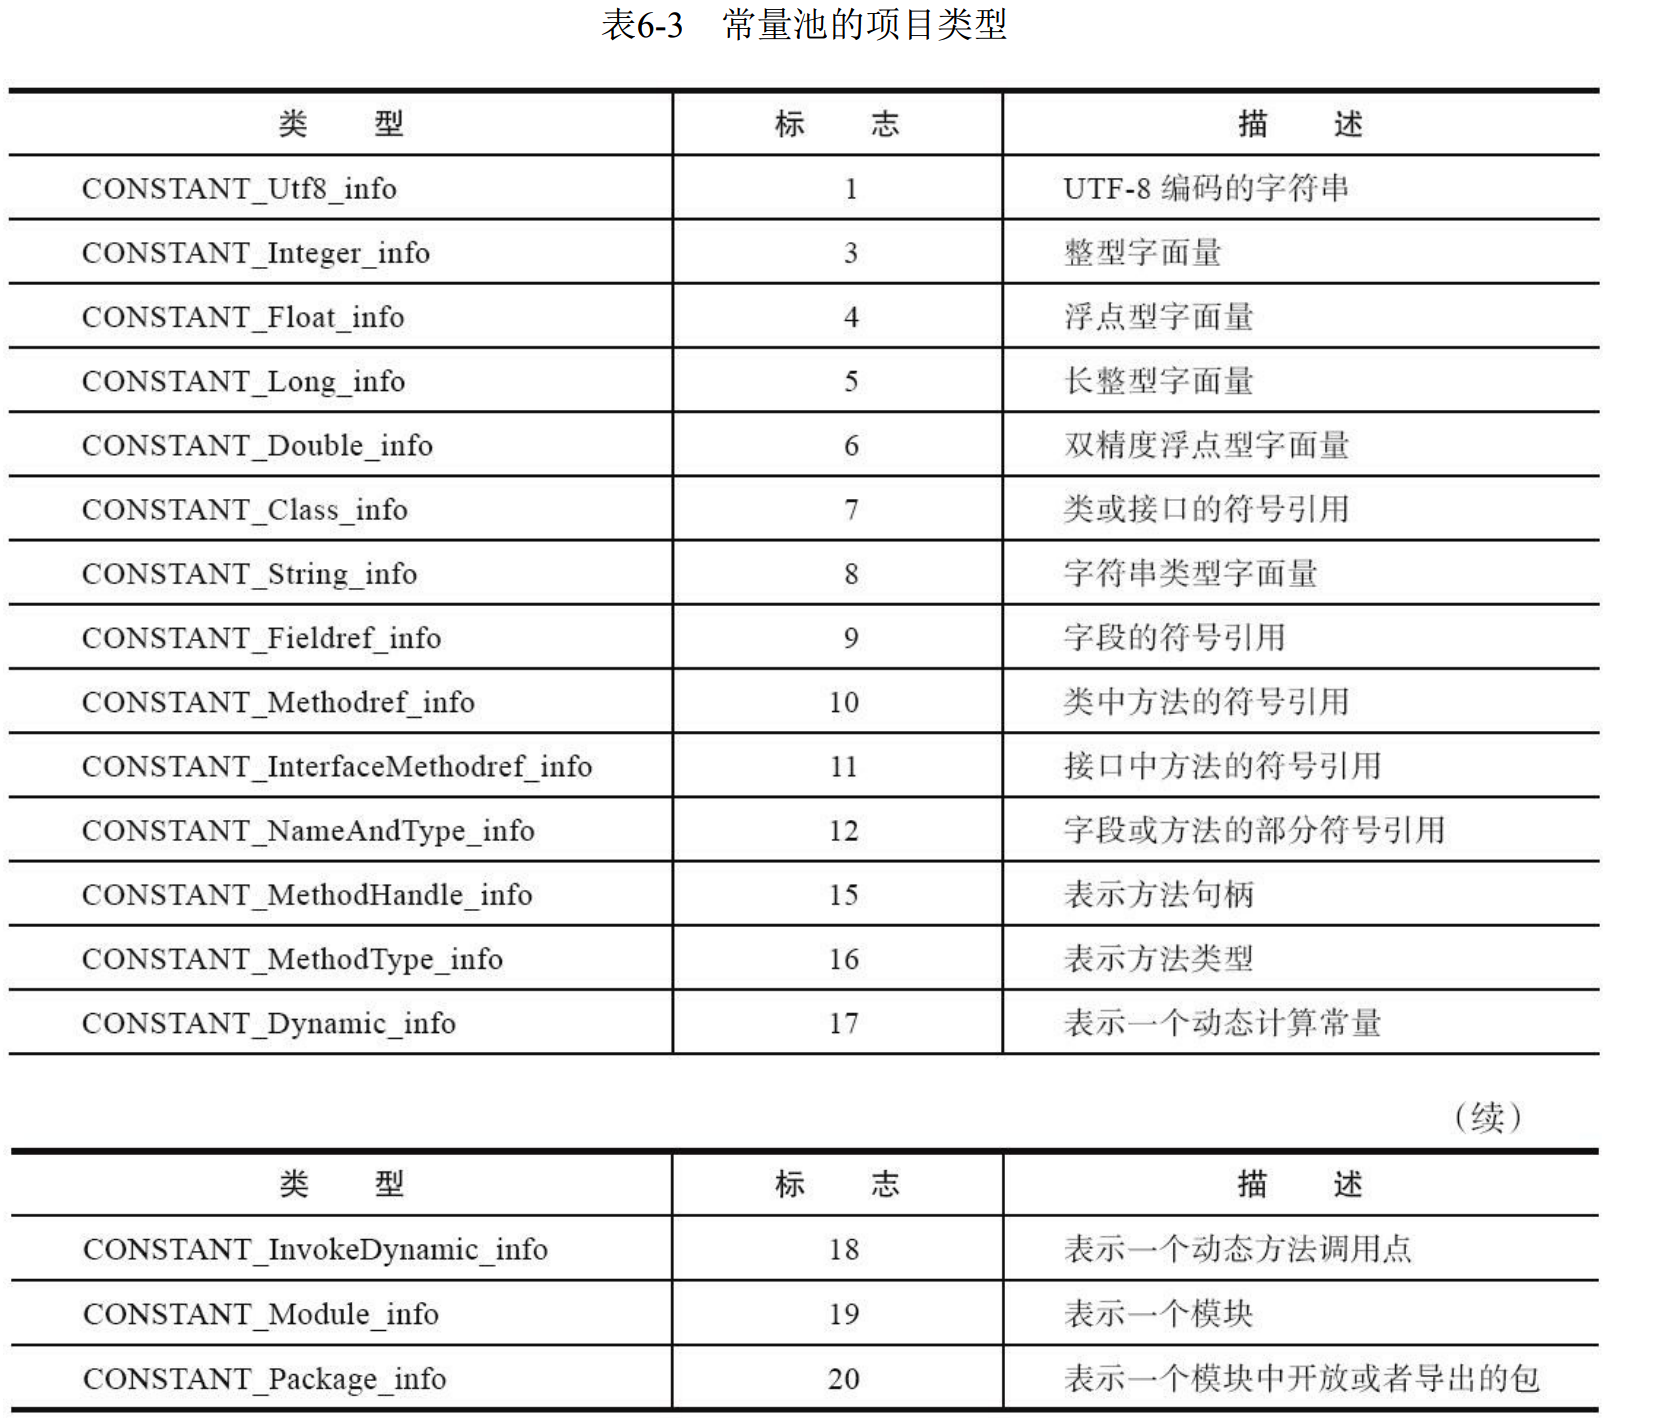 表6-3 常量池的项目类型
类 型 标 志 描 述
CONSTANT_Utf8_info 1 UTF-8 编码的字符串
CONSTANT_Integer_info 3 整型字面量
CONSTANT_Float_info 4 浮点型字面量
CONSTANT_Long_info 5 长整型字面量
CONSTANT_Double_info 6 双精度浮点型字面量
CONSTANT_Class_info 7 类或接口的符号引用
CONSTANT_String_info 8 字符串类型字面量
CONSTANT_Fieldref_info 9 字段的符号引用
CONSTANT_Methodref_info 10 类中方法的符号引用
CONSTANT_InterfaceMethodref_info 11 接口中方法的符号引用
CONSTANT_NameAndType_info 12 字段或方法的部分符号引用
CONSTANT_MethodHandle_info 15 表示方法句柄
CONSTANT_MethodType_info 16 表示方法类型
CONSTANT_Dynamic_info 17 表示一个动态计算常量
（续）
类 型 标 志 描 述
CONSTANT_InvokeDynamic_info 18 表示一个动态方法调用点
CONSTANT_Module_info 19 表示一个模块
CONSTANT_Package_info 20 表示一个模块中开放或者导出的包